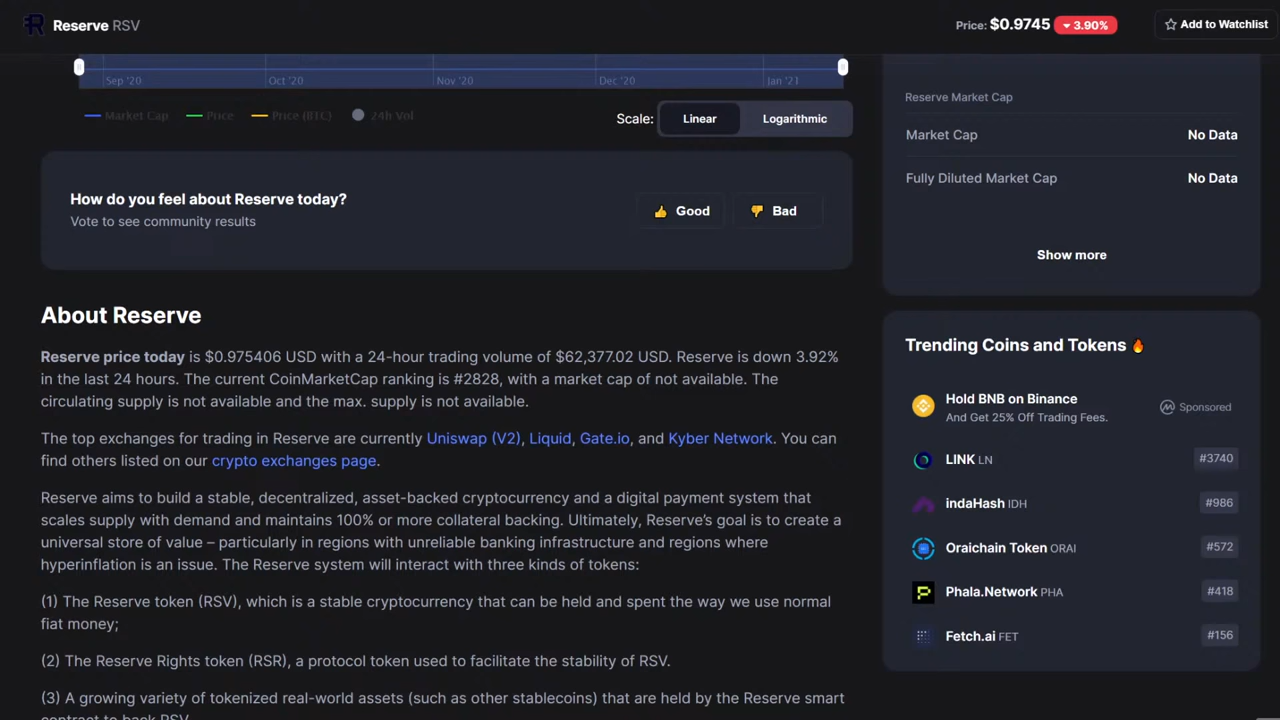 Reserve RSV
Price: $0.9745 3.90%
Add to Watchlist
Sep '20 Oct '20 Nov '20 Dec '20 Jan '21
Market Cap Price Price (BTC) 24h Vol
Scale: Linear Logarithmic
How do you feel about Reserve today?
Vote to see community results
👍 Good 👎 Bad
About Reserve
Reserve price today is $0.975406 USD with a 24-hour trading volume of $62,377.02 USD. Reserve is down 3.92%
in the last 24 hours. The current CoinMarketCap ranking is #2828, with a market cap of not available. The
circulating supply is not available and the max. supply is not available.
The top exchanges for trading in Reserve are currently Uniswap (V2), Liquid, Gate.io, and Kyber Network. You can
find others listed on our crypto exchanges page.
Reserve aims to build a stable, decentralized, asset-backed cryptocurrency and a digital payment system that
scales supply with demand and maintains 100% or more collateral backing. Ultimately, Reserve’s goal is to create a
universal store of value – particularly in regions with unreliable banking infrastructure and regions where
hyperinflation is an issue. The Reserve system will interact with three kinds of tokens:
(1) The Reserve token (RSV), which is a stable cryptocurrency that can be held and spent the way we use normal
fiat money;
(2) The Reserve Rights token (RSR), a protocol token used to facilitate the stability of RSV.
(3) A growing variety of tokenized real-world assets (such as other stablecoins) that are held by the Reserve smart
contract to back RSV.
Reserve Market Cap
Market Cap No Data
Fully Diluted Market Cap No Data
Show more
Trending Coins and Tokens 🔥
Hold BNB on Binance
And Get 25% Off Trading Fees.
Sponsored
LINK LN #3740
indaHash IDH #986
Oraichain Token ORAI #572
Phala.Network PHA #418
Fetch.ai FET #156